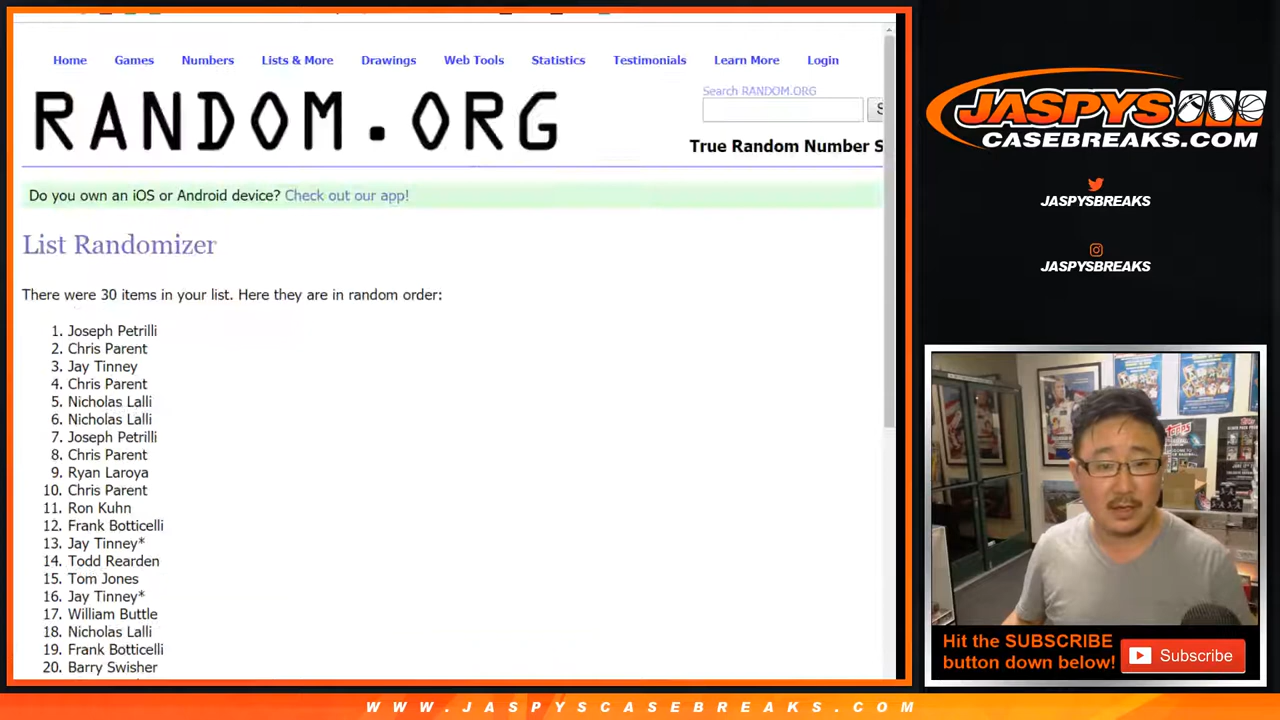 Home Games Numbers Lists & More Drawings Web Tools Statistics Testimonials Learn More Login
RANDOM.ORG
Search RANDOM.ORG
True Random Number S
Do you own an iOS or Android device? Check out our app!
List Randomizer
There were 30 items in your list. Here they are in random order:
1. Joseph Petrilli
2. Chris Parent
3. Jay Tinney
4. Chris Parent
5. Nicholas Lalli
6. Nicholas Lalli
7. Joseph Petrilli
8. Chris Parent
9. Ryan Laroya
10. Chris Parent
11. Ron Kuhn
12. Frank Botticelli
13. Jay Tinney*
14. Todd Rearden
15. Tom Jones
16. Jay Tinney*
17. William Buttle
18. Nicholas Lalli
19. Frank Botticelli
20. Barry Swisher
JASPYS
CASEBREAKS.COM
JASPYSBREAKS
JASPYSBREAKS
topps
Hit the SUBSCRIBE
button down below!
Subscribe
WWW.JASPYSCASEBREAKS.COM